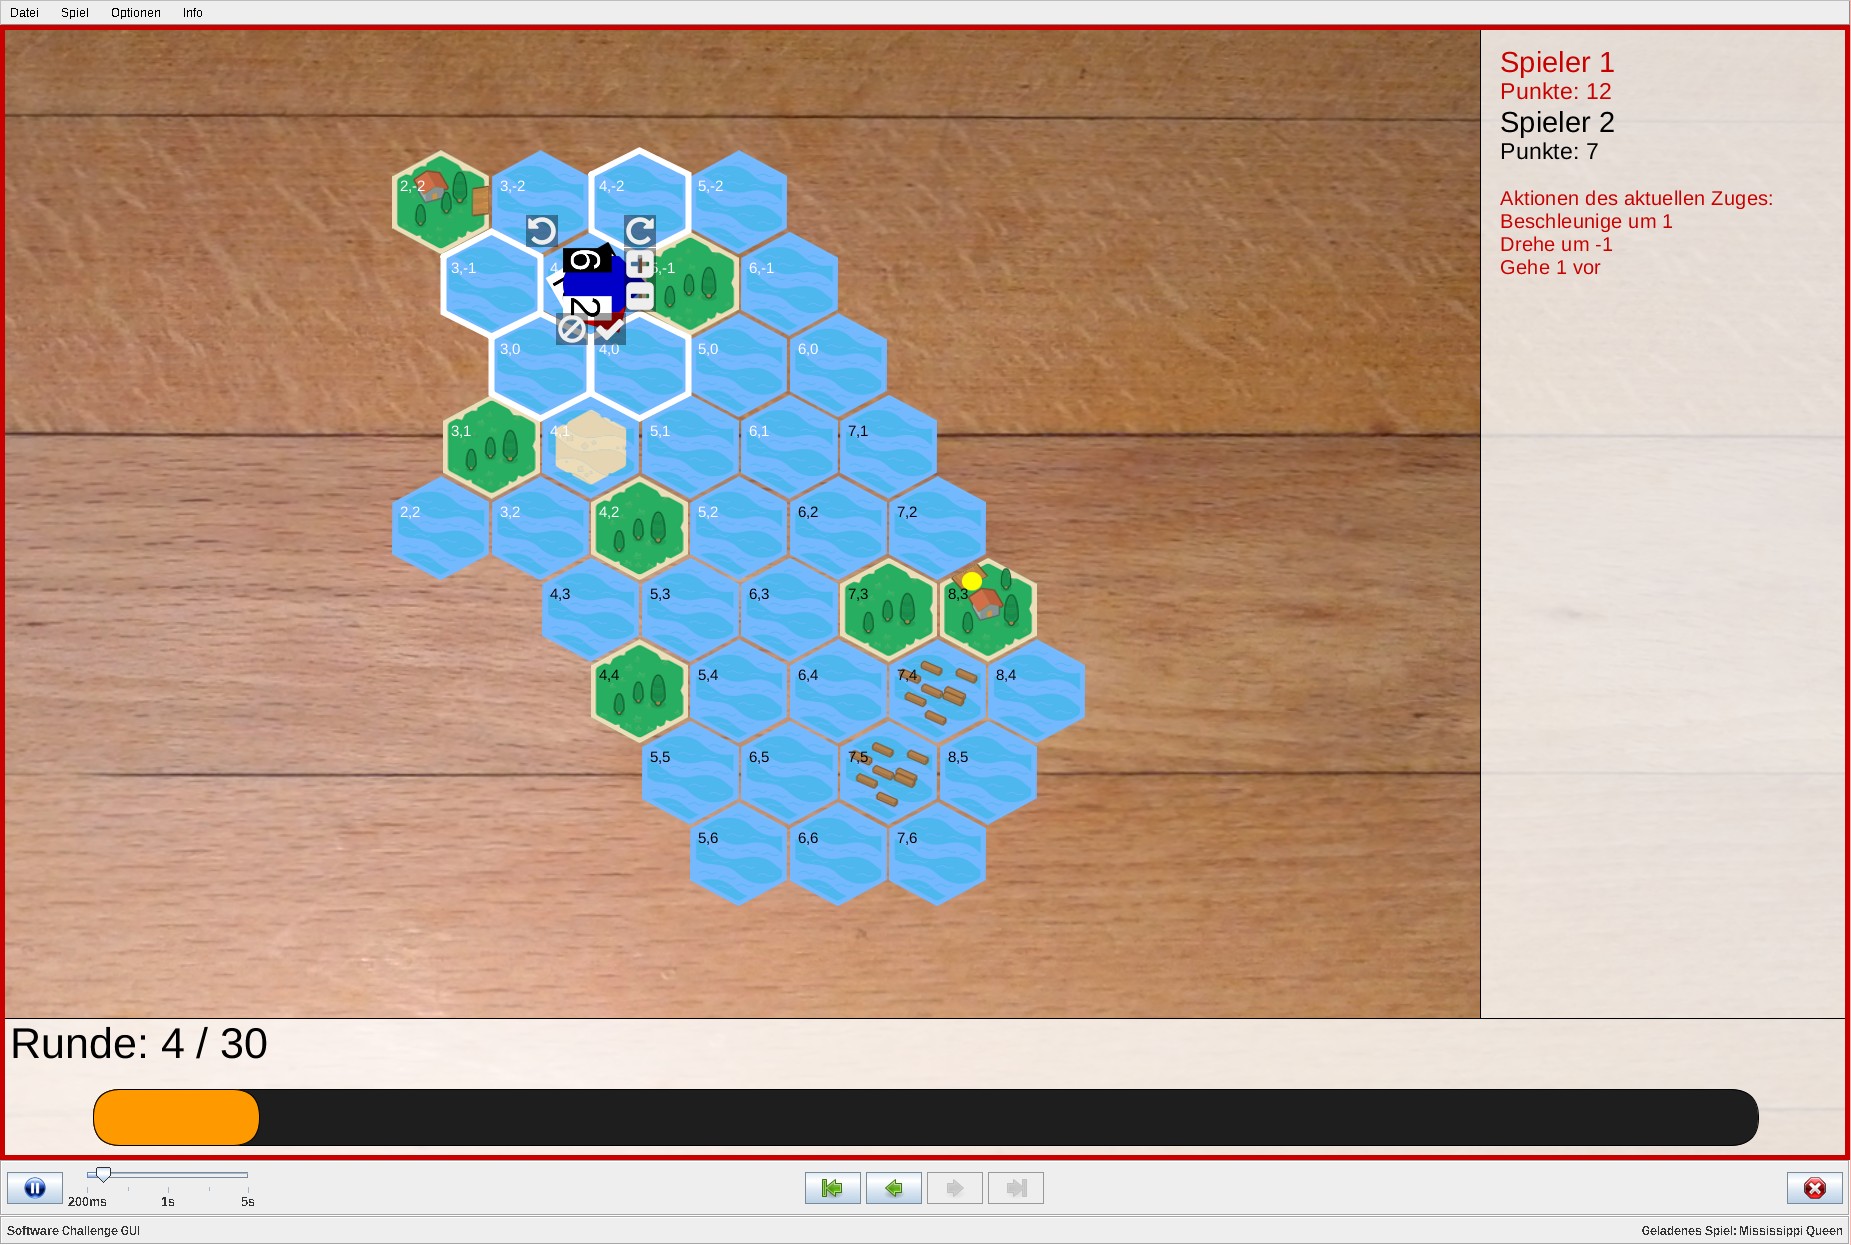 Datei Spiel Optionen Info
Spieler 1
Punkte: 12
Spieler 2
Punkte: 7
Aktionen des aktuellen Zuges:
Beschleunige um 1
Drehe um -1
Gehe 1 vor
2,-2 3,-2 4,-2 5,-2
3,-1 6,-1
6
2
3,0 4,0 5,0 6,0
3,1 4,1 5,1 6,1 7,1
2,2 3,2 4,2 5,2 6,2 7,2
4,3 5,3 6,3 7,3 8,3
4,4 5,4 6,4 7,4 8,4
5,5 6,5 7,5 8,5
5,6 6,6 7,6
Runde: 4 / 30
200ms 1s 5s
Software Challenge GUI
Geladenes Spiel: Mississippi Queen